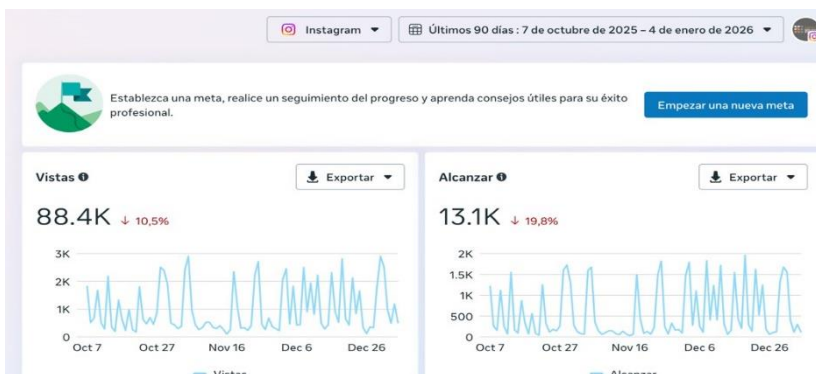 Instagram
Últimos 90 días : 7 de octubre de 2025 – 4 de enero de 2026
Establezca una meta, realice un seguimiento del progreso y aprenda consejos útiles para su éxito
profesional.
Empezar una nueva meta
Vistas
Exportar
88.4K ↓ 10,5%
3K
2K
1K
0
Oct 7 Oct 27 Nov 16 Dec 6 Dec 26
Vistas
Alcanzar
Exportar
13.1K ↓ 19,8%
2K
1.5K
1K
500
0
Oct 7 Oct 27 Nov 16 Dec 6 Dec 26
Alcanzar